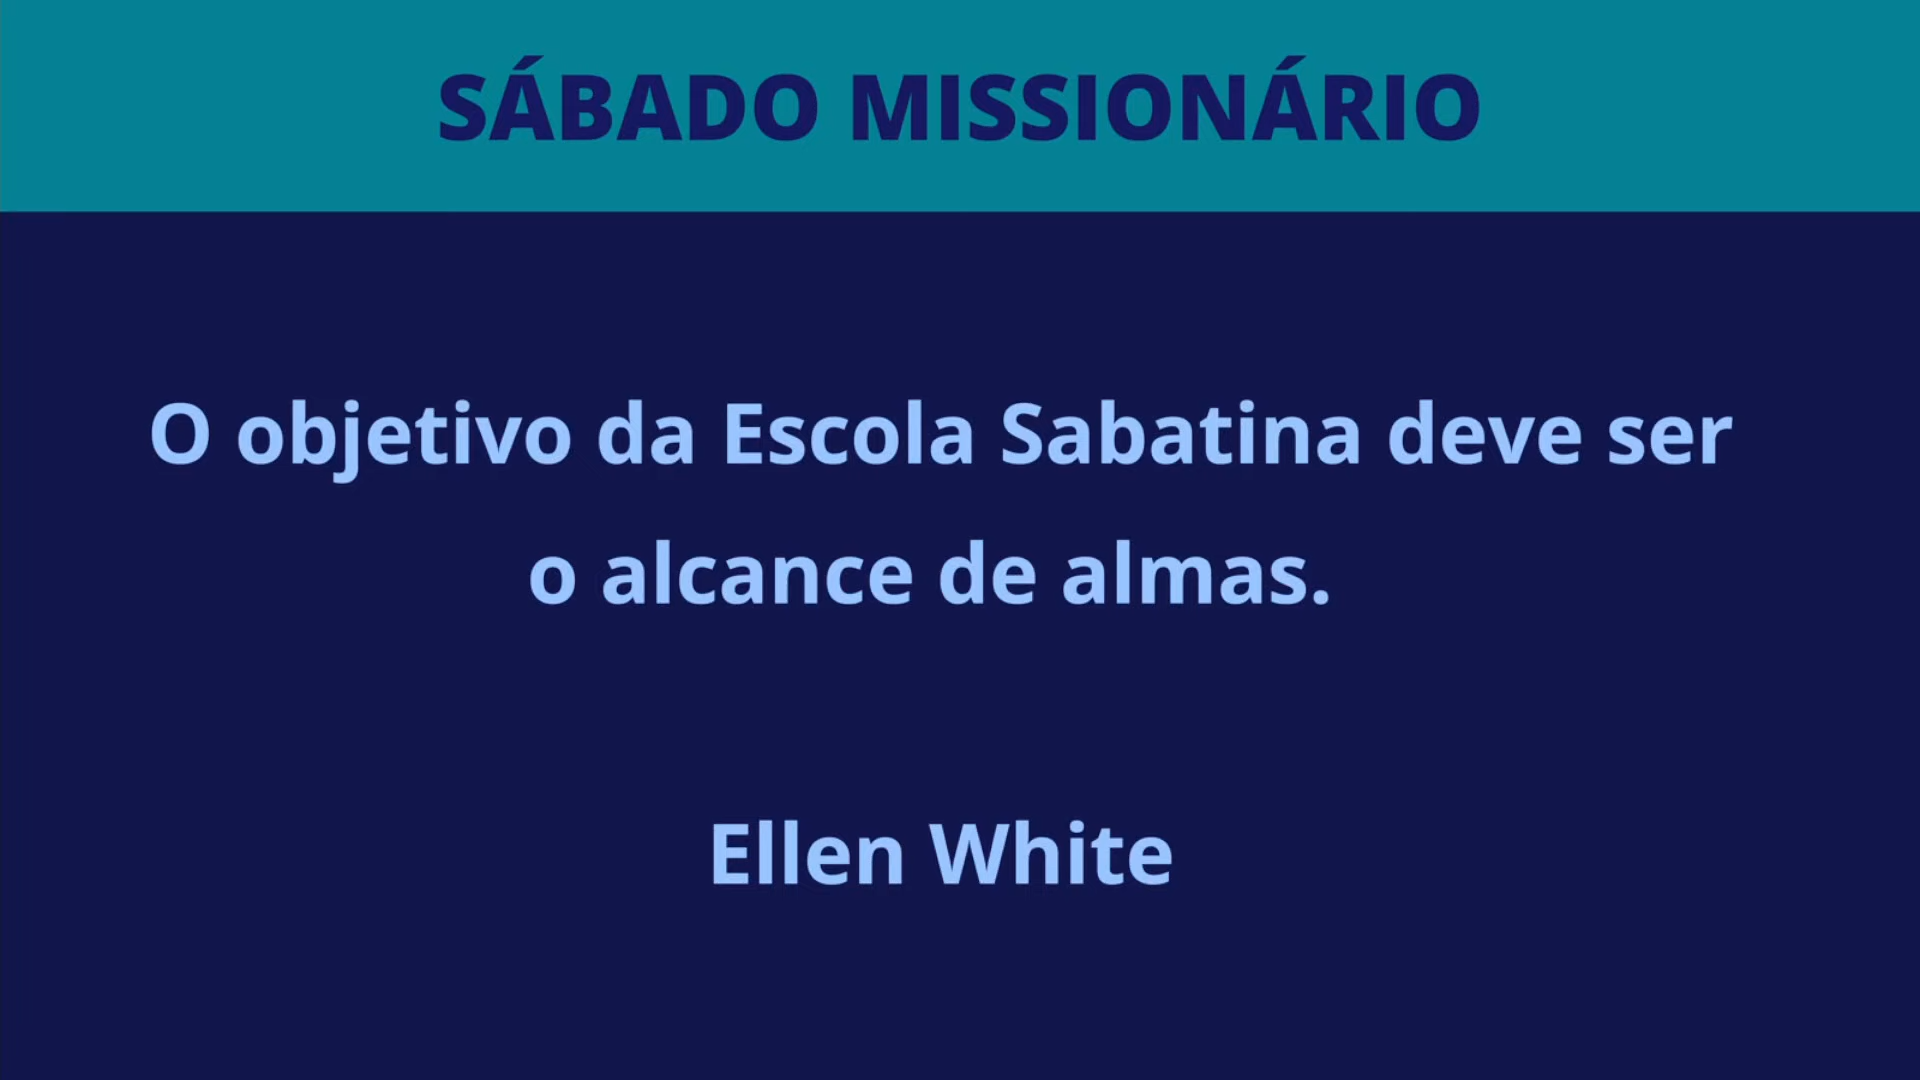 SÁBADO MISSIONÁRIO
O objetivo da Escola Sabatina deve ser
o alcance de almas.
Ellen White